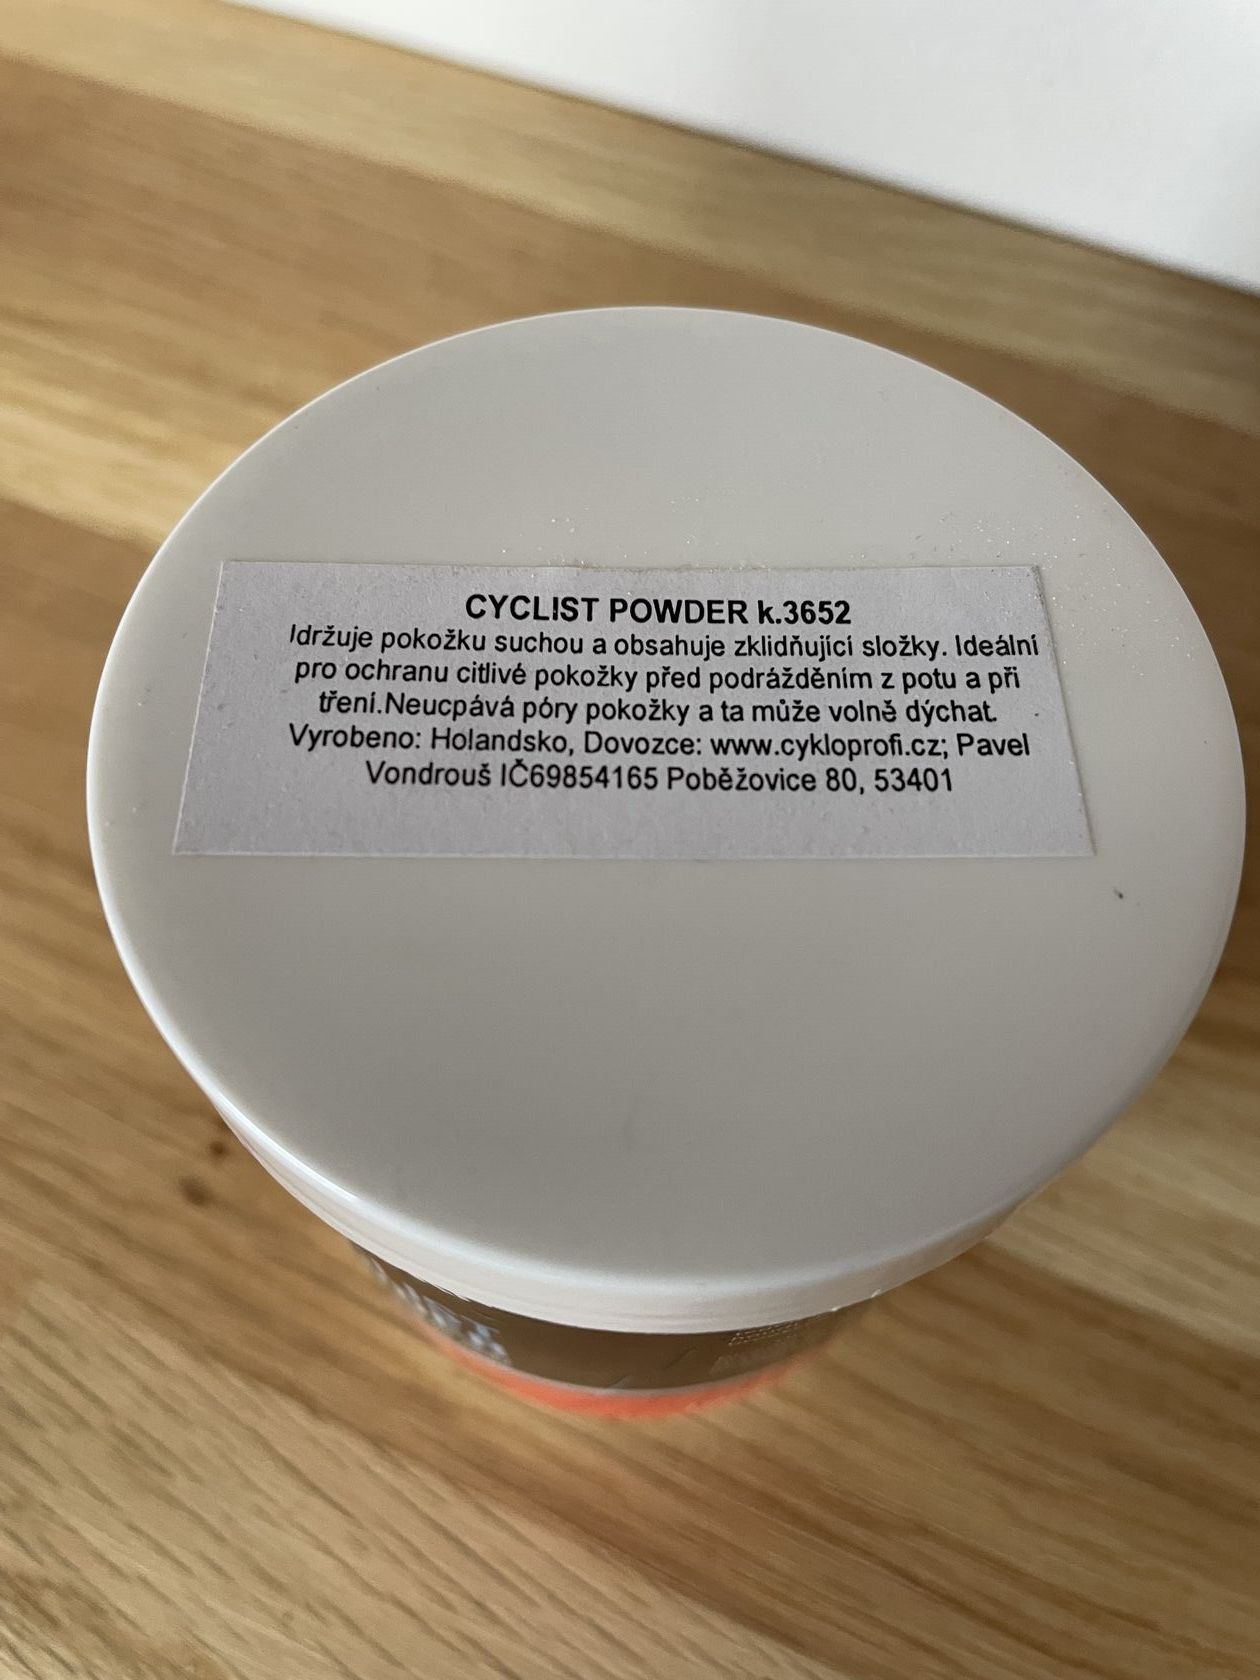 CYCLIST POWDER k.3652
ldržuje pokožku suchou a obsahuje zklidňující složky. Ideální
pro ochranu citlivé pokožky před podrážděním z potu a při
tření.Neucpává póry pokožky a ta může volně dýchat.
Vyrobeno: Holandsko, Dovozce: www.cykloprofi.cz; Pavel
Vondrouš IČ69854165 Poběžovice 80, 53401